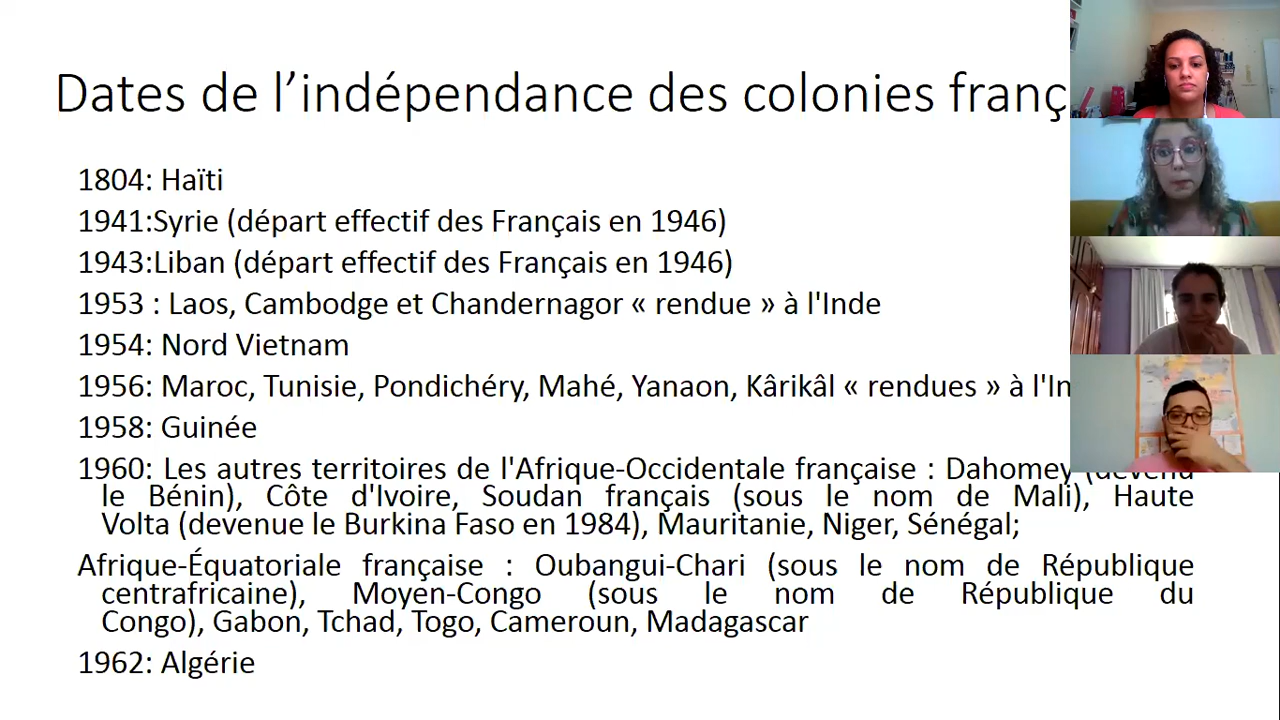 Dates de l’indépendance des colonies franç
1804: Haïti
1941:Syrie (départ effectif des Français en 1946)
1943:Liban (départ effectif des Français en 1946)
1953 : Laos, Cambodge et Chandernagor « rendue » à l'Inde
1954: Nord Vietnam
1956: Maroc, Tunisie, Pondichéry, Mahé, Yanaon, Kârikâl « rendues » à l'In
1958: Guinée
1960: Les autres territoires de l'Afrique-Occidentale française : Dahomey (devenu
le Bénin), Côte d'Ivoire, Soudan français (sous le nom de Mali), Haute
Volta (devenue le Burkina Faso en 1984), Mauritanie, Niger, Sénégal;
Afrique-Équatoriale française : Oubangui-Chari (sous le nom de République
centrafricaine), Moyen-Congo (sous le nom de République du
Congo), Gabon, Tchad, Togo, Cameroun, Madagascar
1962: Algérie